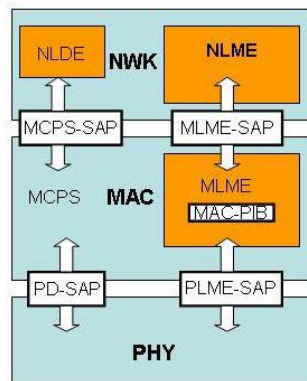 NLDE
NWK
NLME
MCPS-SAP
MLME-SAP
MCPS
MAC
MLME
MAC-PIB
PD-SAP
PLME-SAP
PHY